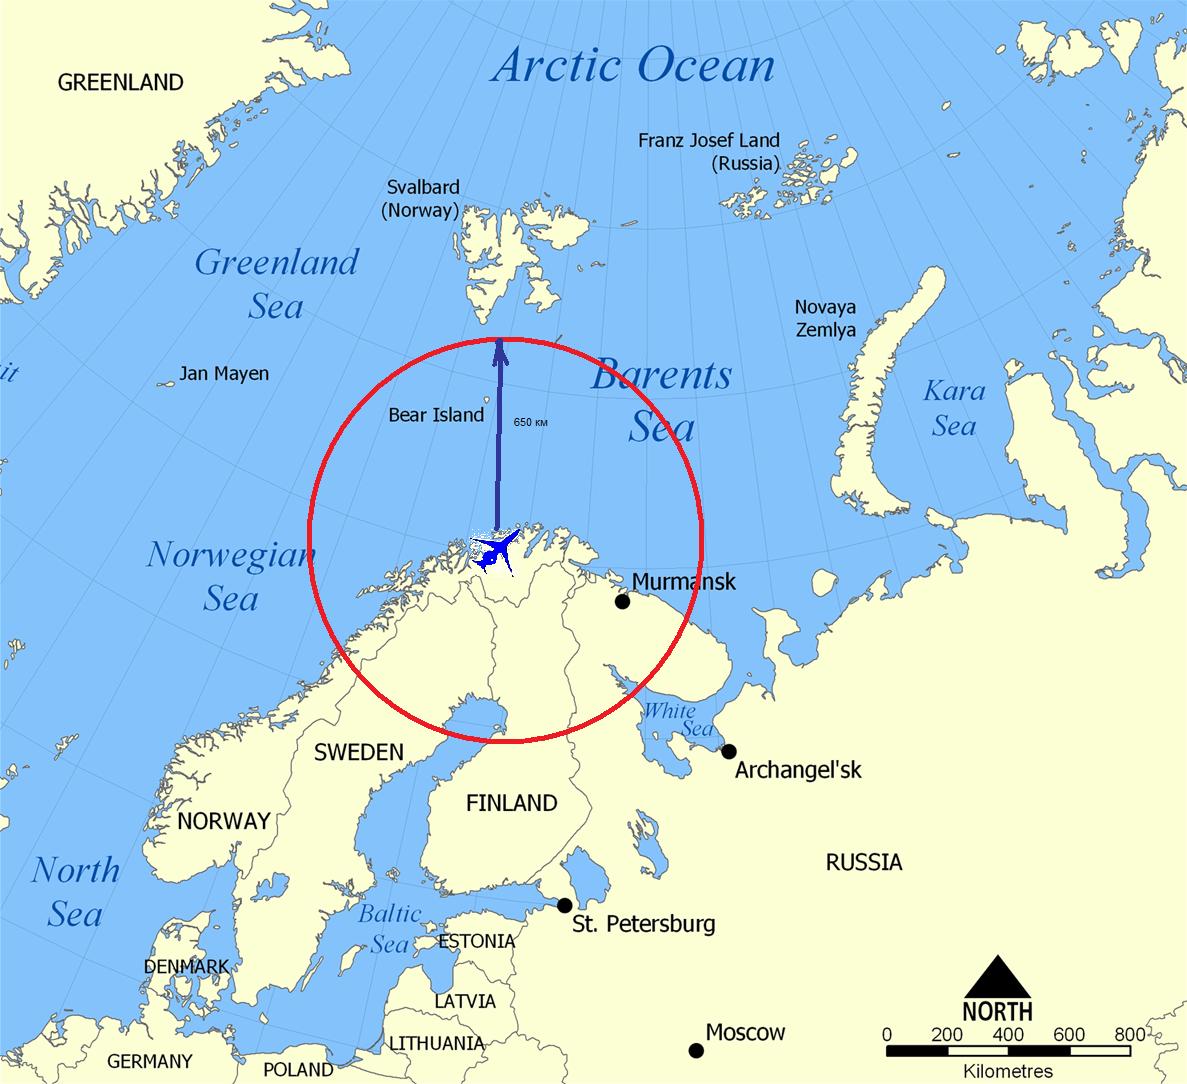 Arctic Ocean
GREENLAND
Franz Josef Land
(Russia)
Svalbard
(Norway)
Greenland
Sea
Novaya
Zemlya
Jan Mayen
it
Barents
Sea
Kara
Sea
Bear Island
650 км
Norwegian
Sea
Murmansk
White
Sea
SWEDEN
Archangel'sk
FINLAND
NORWAY
RUSSIA
North
Sea
Baltic
Sea
St. Petersburg
ESTONIA
DENMARK
LATVIA
NORTH
Moscow
LITHUANIA
0 200 400 600 800
Kilometres
GERMANY
POLAND